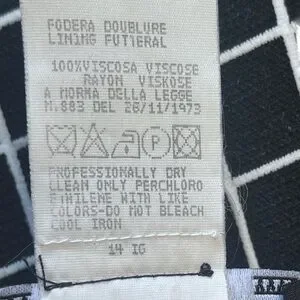 FODERA DOUBLURE
LINING FUTTERAL
100%VISCOSA VISCOSE
RAYON VISKOSE
A NORMA DELLA LEGGE
M.883 DEL 26/11/1973
P
PROFESSIONALLY DRY
CLEAN ONLY PERCHLORO
ETHILENE WITH LIKE
COLORS-DO NOT BLEACH
COOL IRON
14 IG